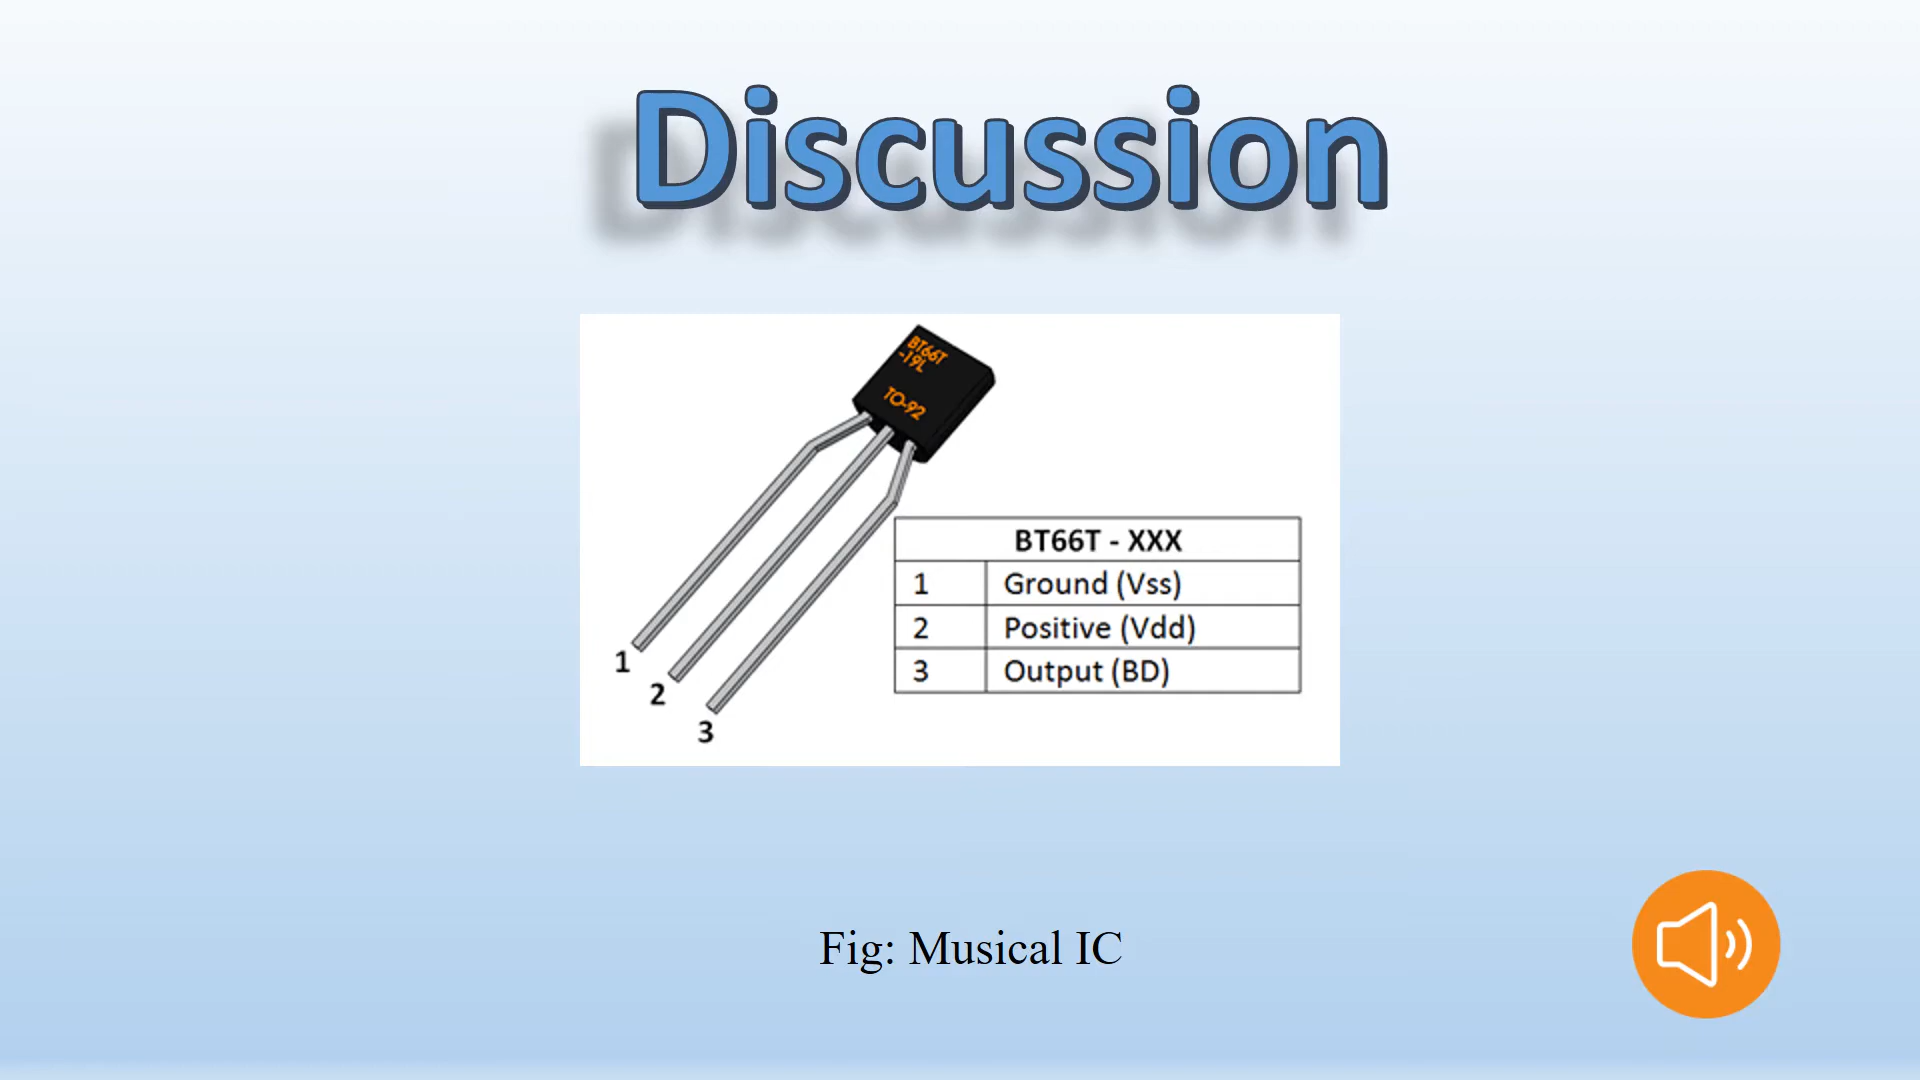 Discussion
BT66T
-19L
TO-92
BT66T - XXX
1 Ground (Vss)
2 Positive (Vdd)
3 Output (BD)
1
2
3
Fig: Musical IC